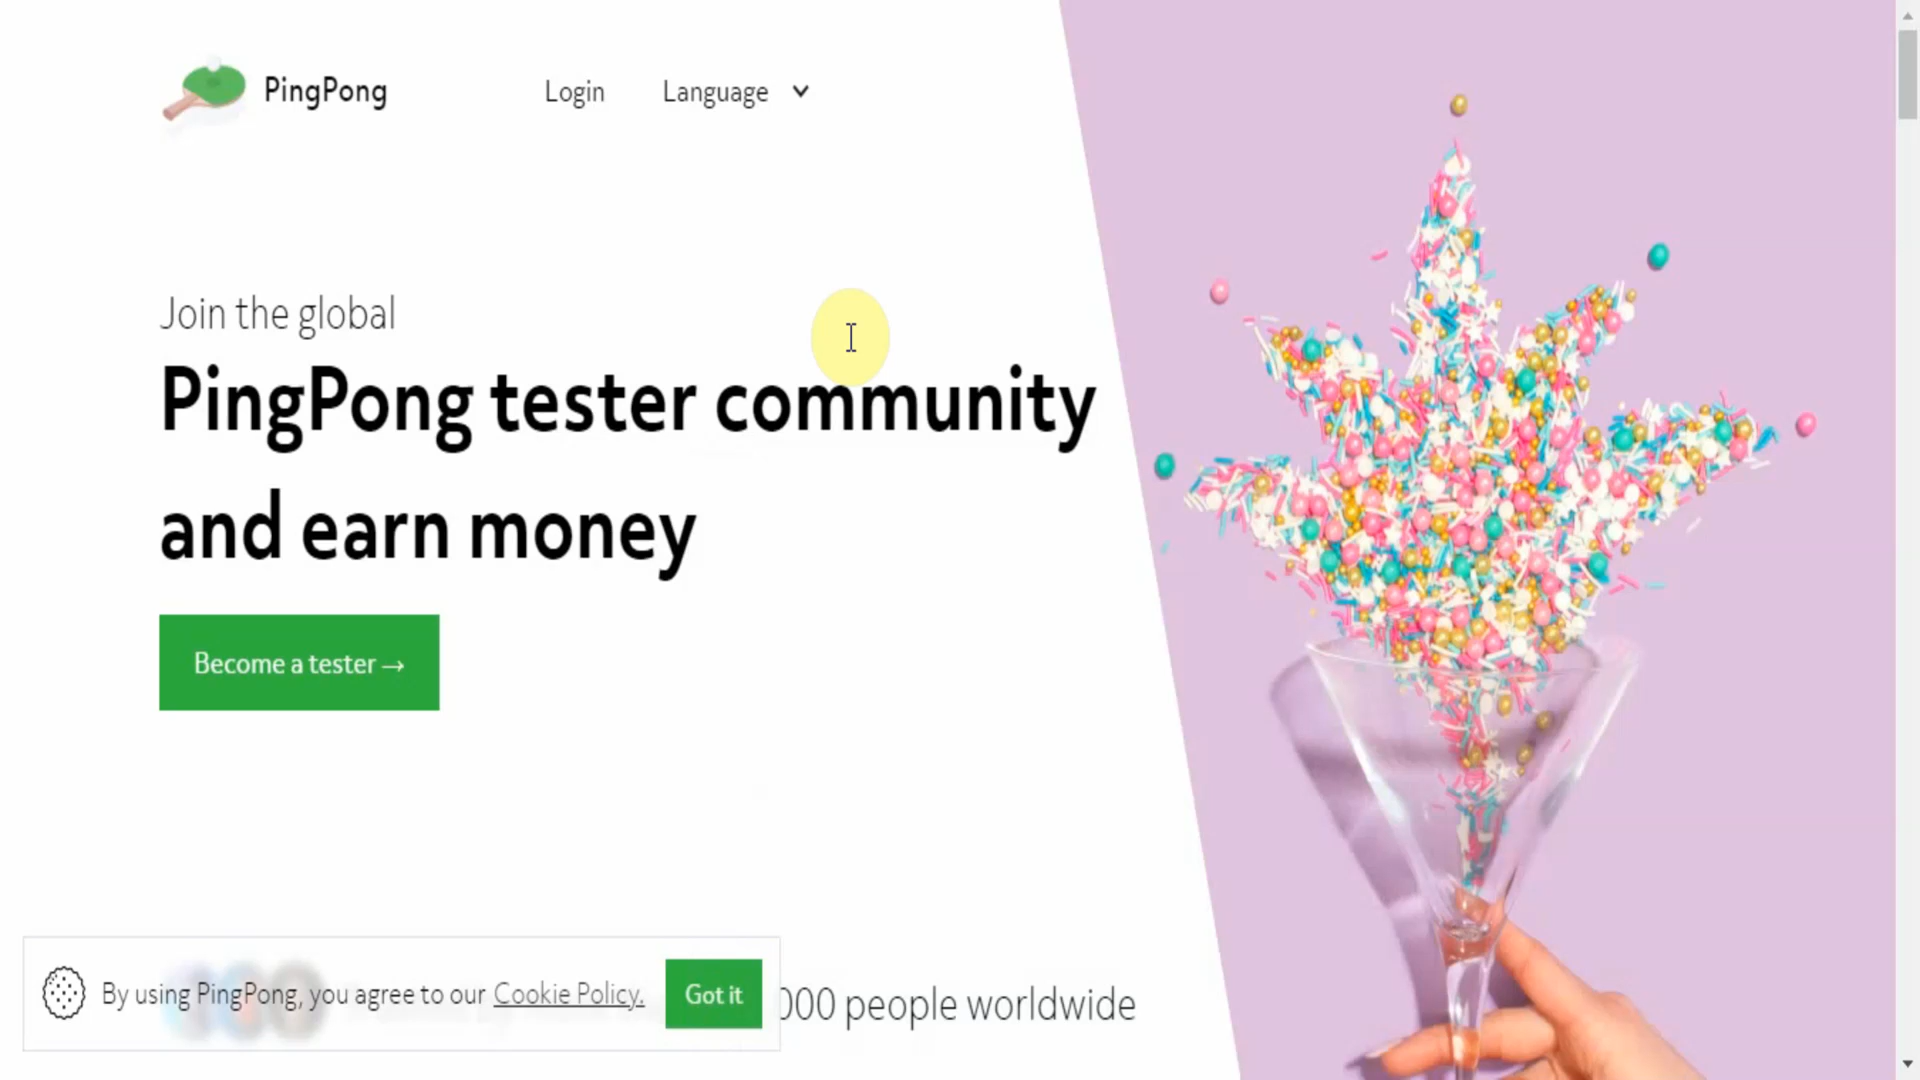 PingPong
Login
Language
Join the global
PingPong tester community
and earn money
Become a tester →
By using PingPong, you agree to our Cookie Policy.
Got it
000 people worldwide